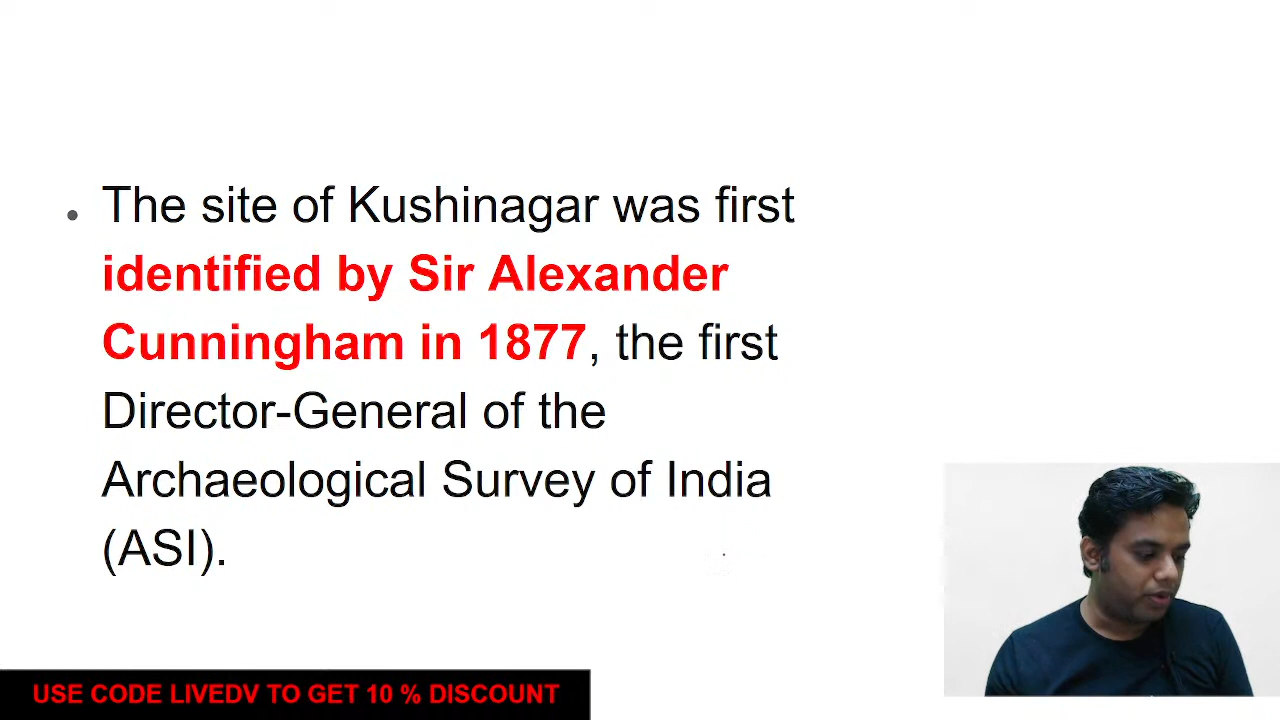 • The site of Kushinagar was first
identified by Sir Alexander
Cunningham in 1877, the first
Director-General of the
Archaeological Survey of India
(ASI).
USE CODE LIVEDV TO GET 10 % DISCOUNT